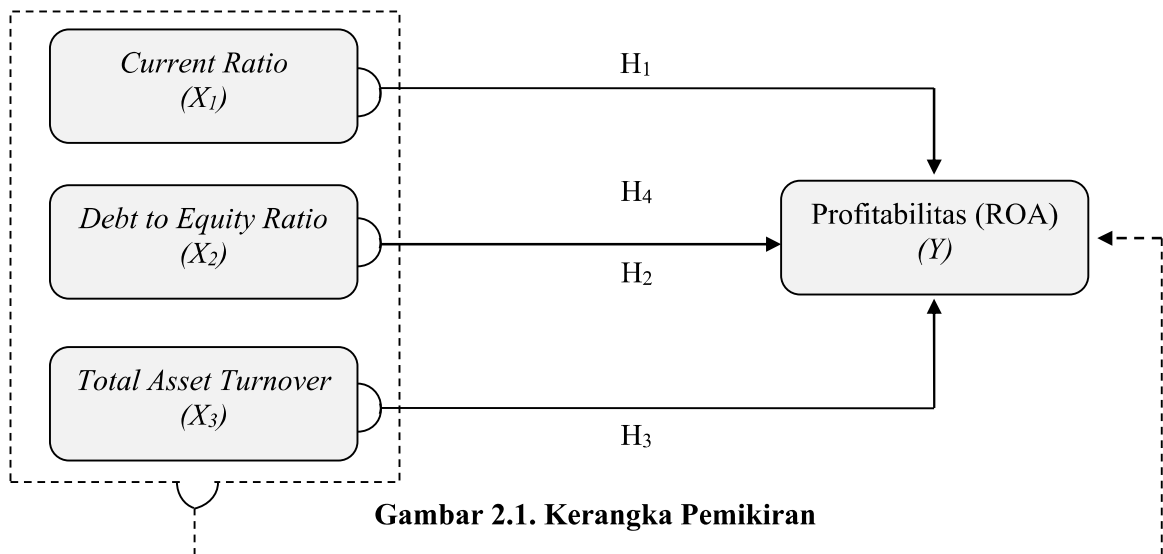 Current Ratio
(X₁)
H₁
Debt to Equity Ratio
(X₂)
H₄
H₂
Profitabilitas (ROA)
(Y)
Total Asset Turnover
(X₃)
H₃
Gambar 2.1. Kerangka Pemikiran